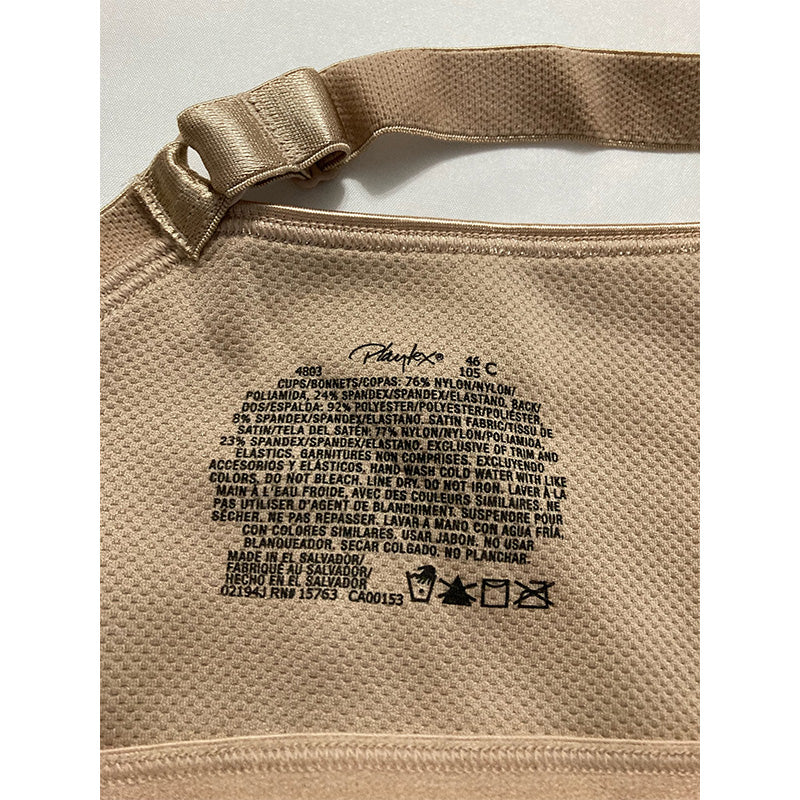 Playtex® 46 C
4803 105
CUPS/BONNETS/COPAS: 76% NYLON/NYLON/
POLIAMIDA, 24% SPANDEX/SPANDEX/ELASTANO. BACK/
DOS/ESPALDA: 92% POLYESTER/POLYESTER/POLIÉSTER,
8% SPANDEX/SPANDEX/ELASTANO. SATIN FABRIC/TISSU DE
SATIN/TELA DEL SATÉN: 77% NYLON/NYLON/POLIAMIDA,
23% SPANDEX/SPANDEX/ELASTANO. EXCLUSIVE OF TRIM AND
ELASTICS. GARNITURES NON COMPRISES. EXCLUYENDO
ACCESORIOS Y ELÁSTICOS. HAND WASH COLD WATER WITH LIKE
COLORS, DO NOT BLEACH. LINE DRY. DO NOT IRON. LAVER À LA
MAIN À L'EAU FROIDE, AVEC DES COULEURS SIMILAIRES. NE
PAS UTILISER D'AGENT DE BLANCHIMENT. SUSPENDRE POUR
SÉCHER. NE PAS REPASSER. LAVAR A MANO CON AGUA FRÍA,
CON COLORES SIMILARES. USAR JABON. NO USAR
BLANQUEADOR. SECAR COLGADO. NO PLANCHAR.
MADE IN EL SALVADOR/
FABRIQUÉ AU SALVADOR/
HECHO EN EL SALVADOR
02194J RN# 15763 CA00153